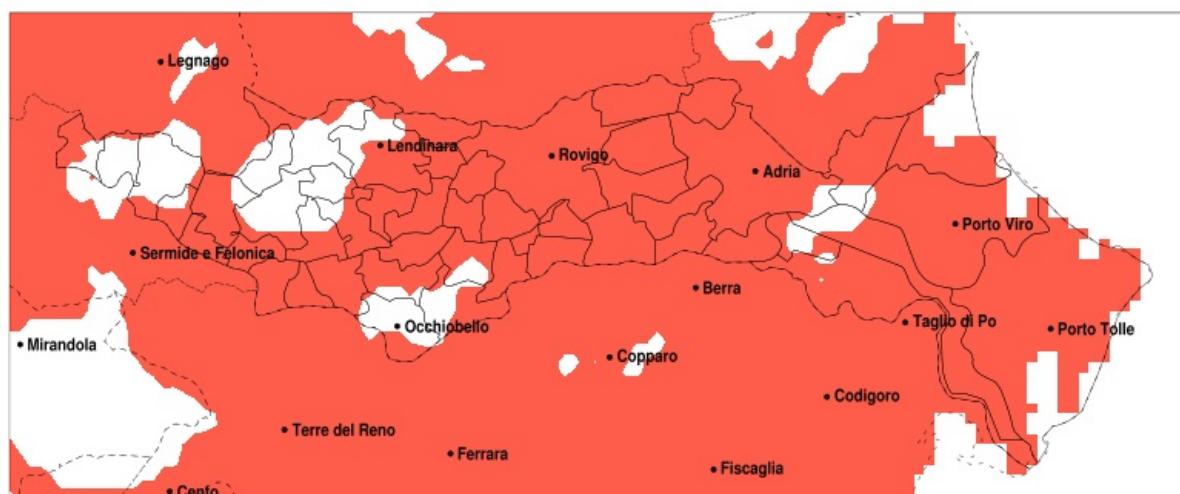 Legnago
Lendinara
Rovigo
Adria
Porto Viro
Sermide e Felonica
Berra
Occhiobello
Taglio di Po
Porto Tolle
Mirandola
Copparo
Codigoro
Terre del Reno
Ferrara
Fiscaglia
Cento